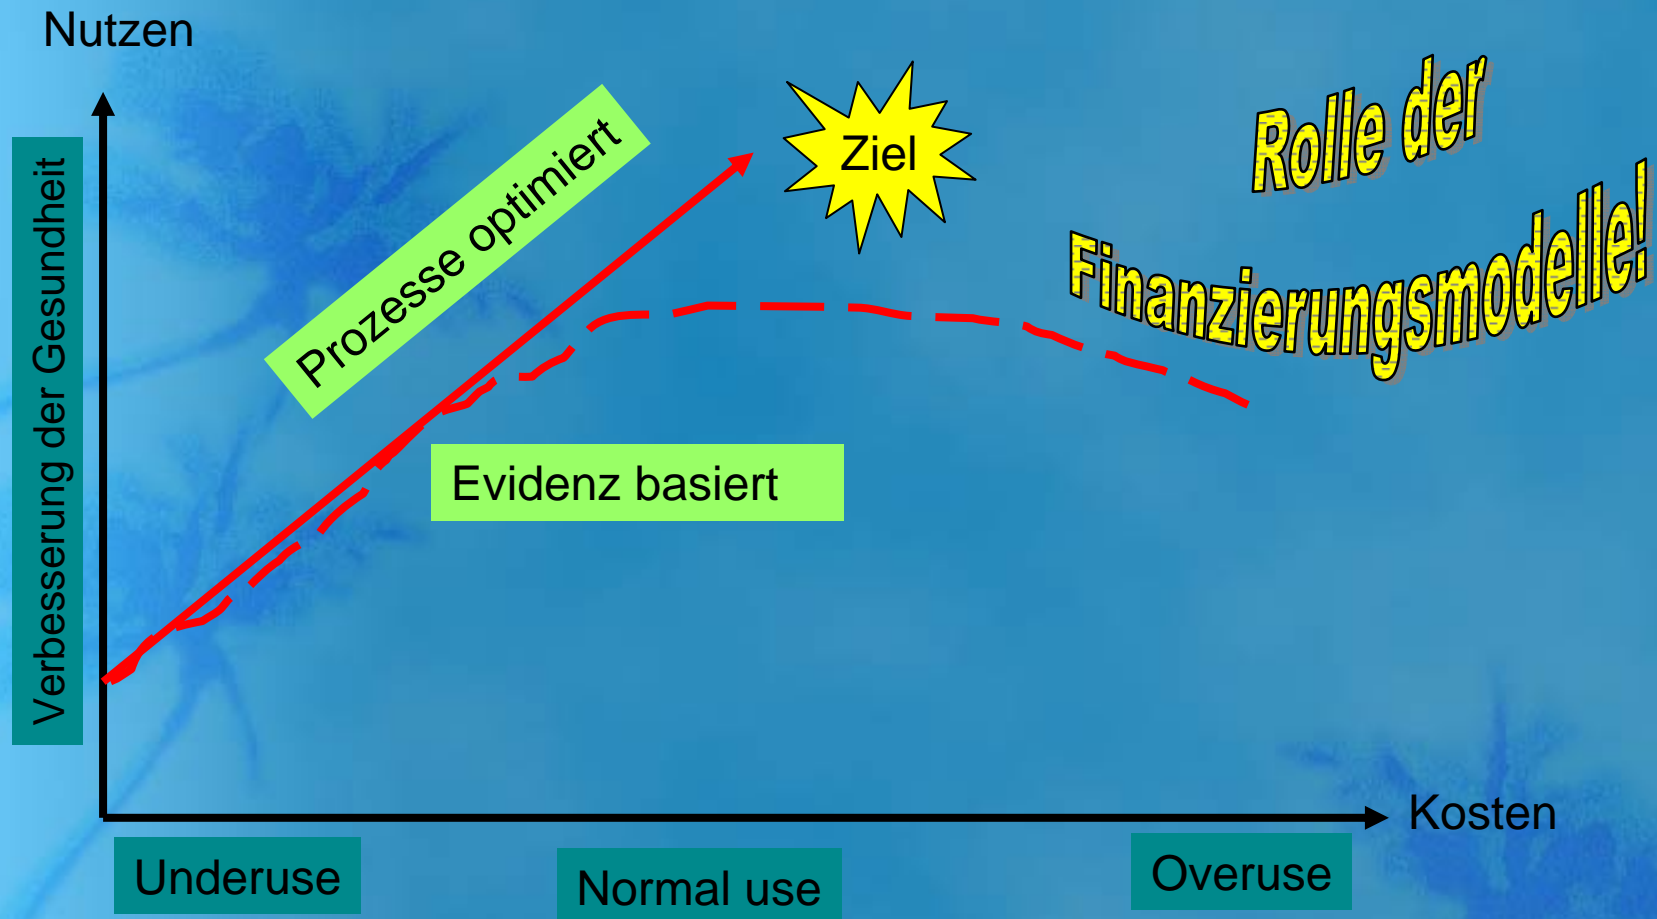 Nutzen
Rolle der
Finanzierungsmodelle!
Ziel
Prozesse optimiert
Verbesserung der Gesundheit
Evidenz basiert
Kosten
Underuse
Normal use
Overuse